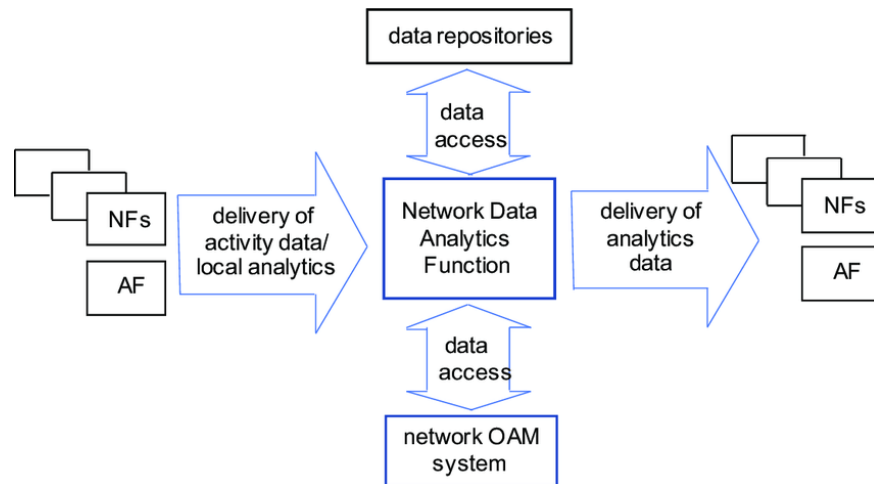 data repositories
data
access
NFs
AF
delivery of
activity data/
local analytics
Network Data
Analytics
Function
delivery of
analytics
data
NFs
AF
data
access
network OAM
system